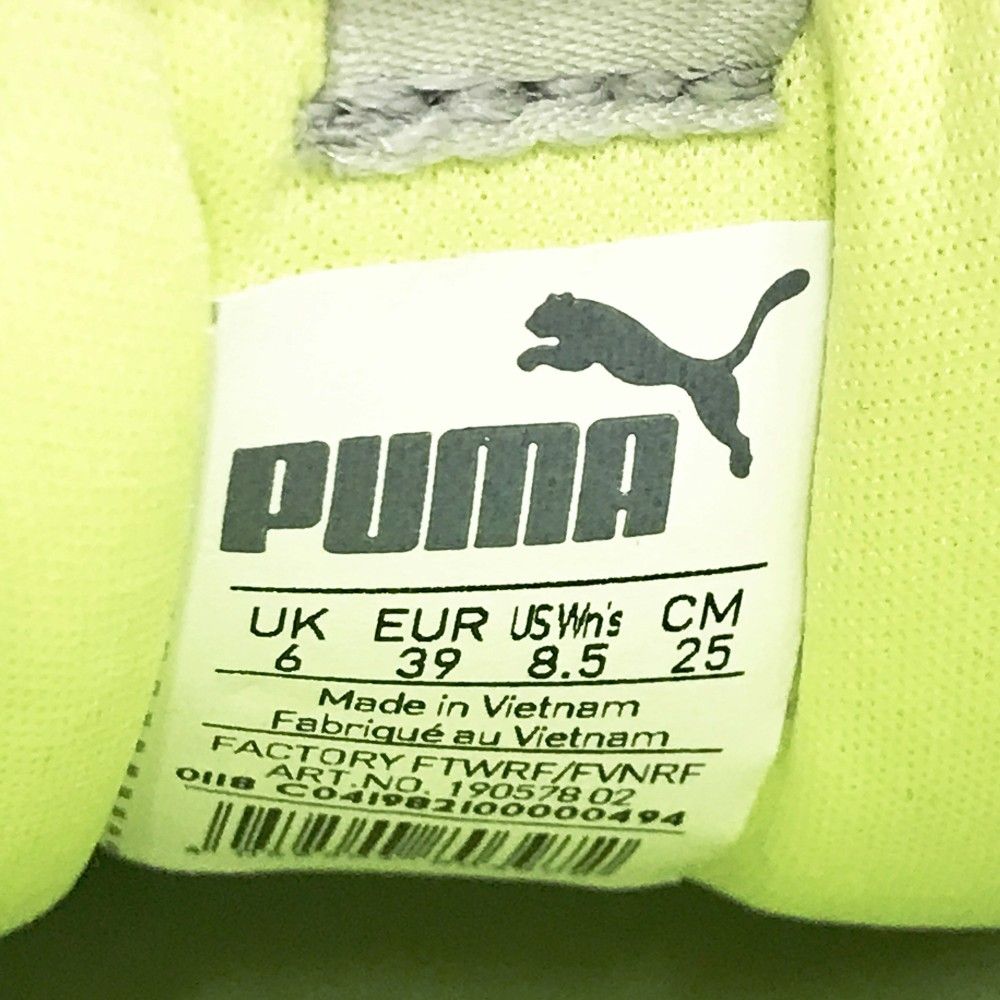 PUMA
UK EUR US Wn's CM
6 39 8.5 25
Made in Vietnam
Fabriqué au Vietnam
FACTORY FTWRF/FVNRF
ART.NO. 190578 02
0118 C04198210000494